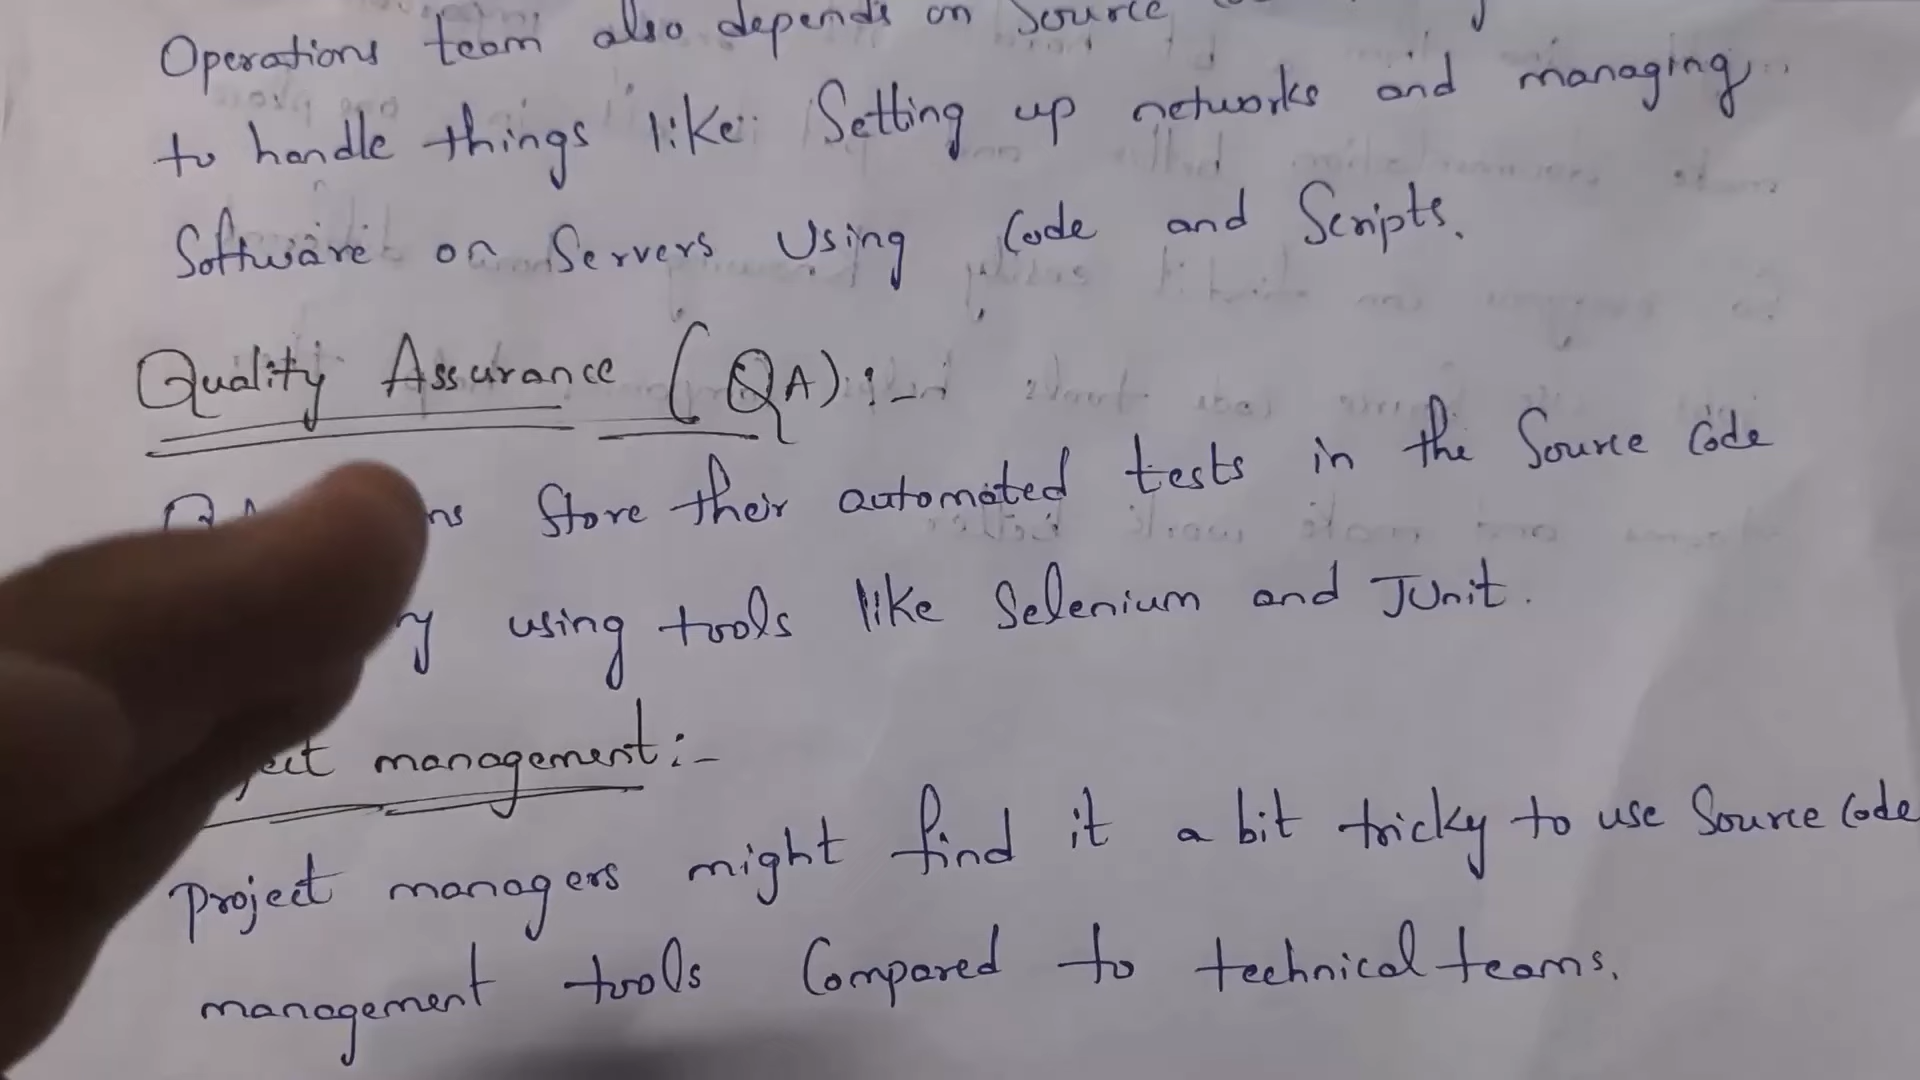 Operations team also depends on Source
to handle things like: Setting up networks and managing
Software on Servers Using Code and Scripts.
Quality Assurance (QA):-
Store their automated tests in the Source Code
using tools like Selenium and JUnit.
management:-
Project managers might find it a bit tricky to use Source Code
management tools Compared to technical teams.